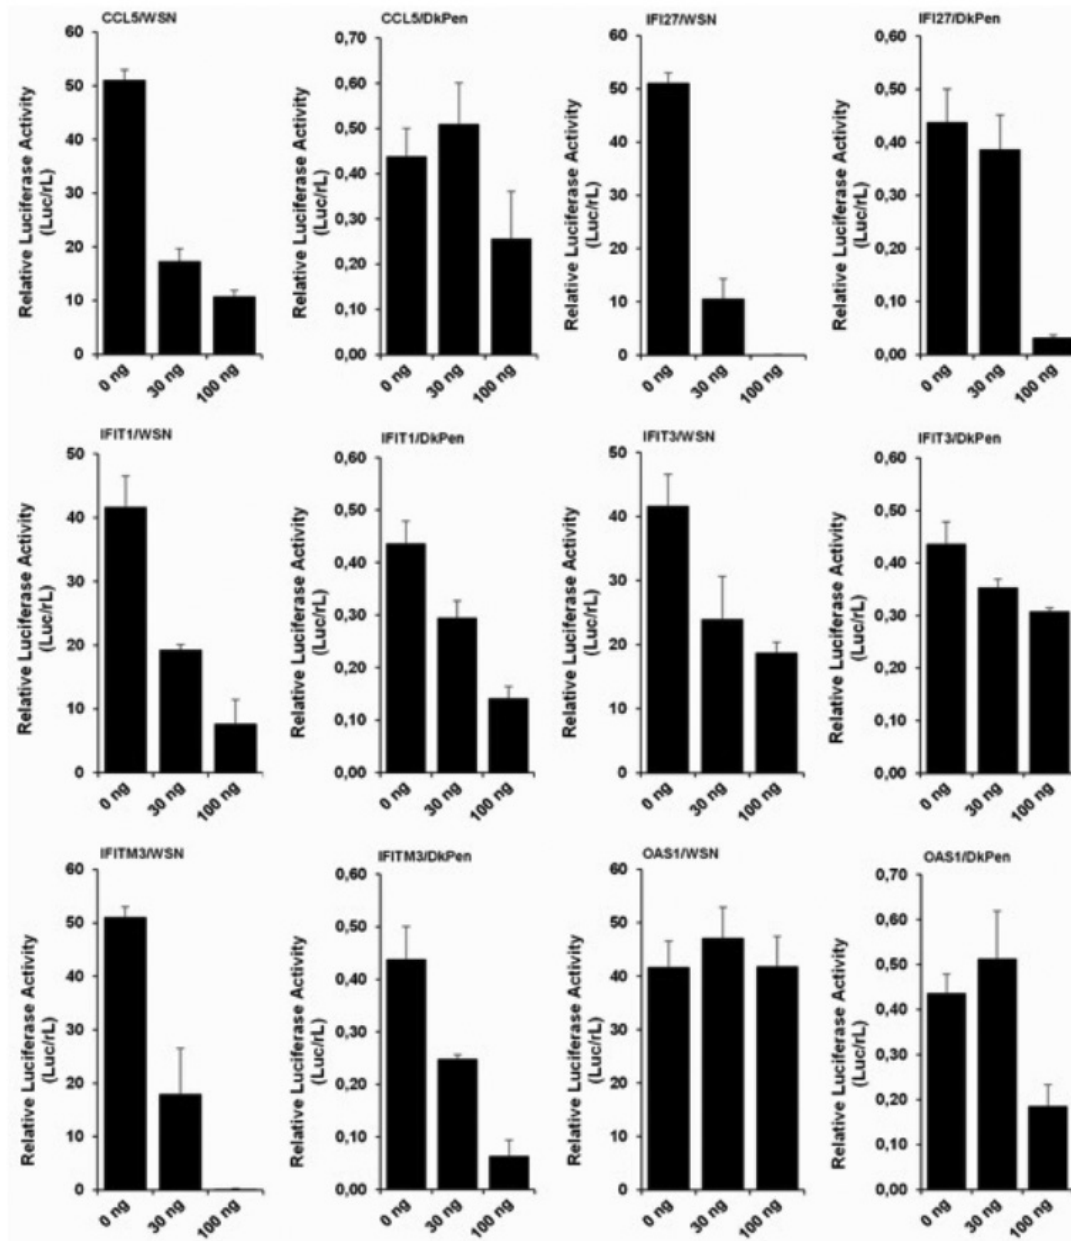 CCL5/WSN
Relative Luciferase Activity
(Luc/rL)
60
50
40
30
20
10
0
0 ng
30 ng
100 ng
CCL5/DkPen
Relative Luciferase Activity
(Luc/rL)
0,70
0,60
0,50
0,40
0,30
0,20
0,10
0,00
0 ng
30 ng
100 ng
IFI27/WSN
Relative Luciferase Activity
(Luc/rL)
60
50
40
30
20
10
0
0 ng
30 ng
100 ng
IFI27/DkPen
Relative Luciferase Activity
(Luc/rL)
0,60
0,50
0,40
0,30
0,20
0,10
0,00
0 ng
30 ng
100 ng
IFIT1/WSN
Relative Luciferase Activity
(Luc/rL)
50
40
30
20
10
0
0 ng
30 ng
100 ng
IFIT1/DkPen
Relative Luciferase Activity
(Luc/rL)
0,60
0,50
0,40
0,30
0,20
0,10
0,00
0 ng
30 ng
100 ng
IFIT3/WSN
Relative Luciferase Activity
(Luc/rL)
50
40
30
20
10
0
0 ng
30 ng
100 ng
IFIT3/DkPen
Relative Luciferase Activity
(Luc/rL)
0,60
0,50
0,40
0,30
0,20
0,10
0,00
0 ng
30 ng
100 ng
IFITM3/WSN
Relative Luciferase Activity
(Luc/rL)
60
50
40
30
20
10
0
0 ng
30 ng
100 ng
IFITM3/DkPen
Relative Luciferase Activity
(Luc/rL)
0,60
0,50
0,40
0,30
0,20
0,10
0,00
0 ng
30 ng
100 ng
OAS1/WSN
Relative Luciferase Activity
(Luc/rL)
60
50
40
30
20
10
0
0 ng
30 ng
100 ng
OAS1/DkPen
Relative Luciferase Activity
(Luc/rL)
0,70
0,60
0,50
0,40
0,30
0,20
0,10
0,00
0 ng
30 ng
100 ng